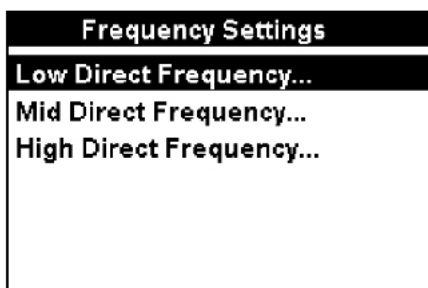 Frequency Settings
Low Direct Frequency...
Mid Direct Frequency...
High Direct Frequency...